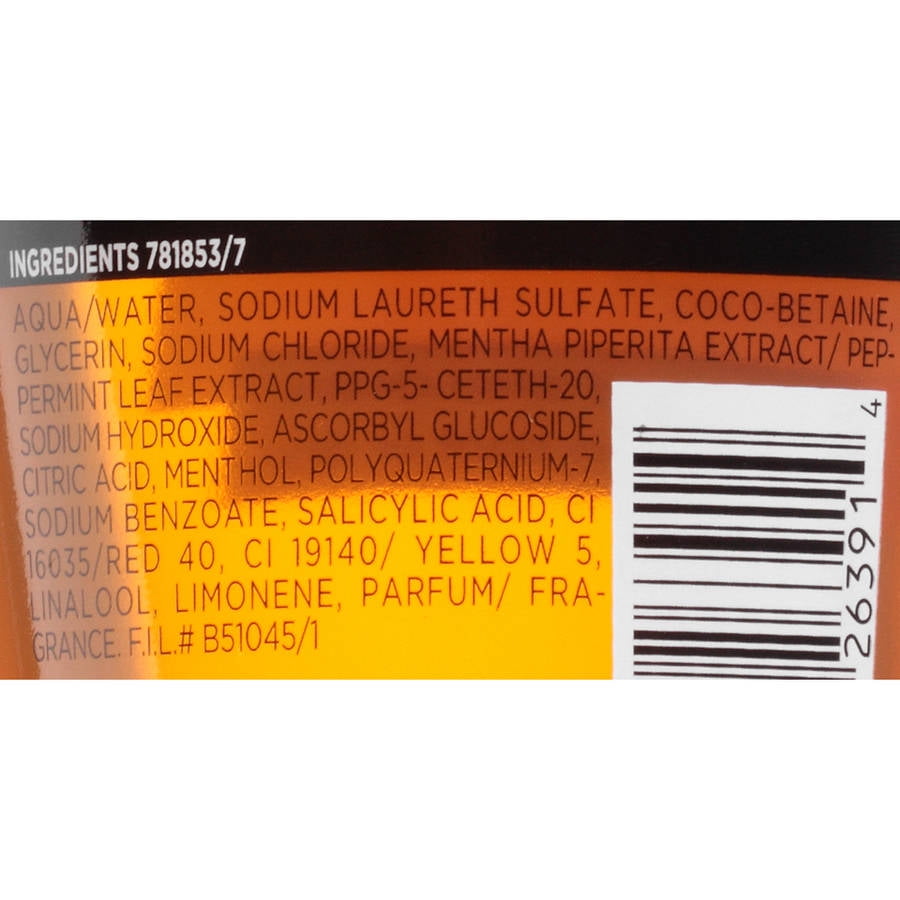 INGREDIENTS 781853/7
AQUA/WATER, SODIUM LAURETH SULFATE, COCO-BETAINE,
GLYCERIN, SODIUM CHLORIDE, MENTHA PIPERITA EXTRACT/ PEP-
PERMINT LEAF EXTRACT, PPG-5- CETETH-20,
SODIUM HYDROXIDE, ASCORBYL GLUCOSIDE,
CITRIC ACID, MENTHOL, POLYQUATERNIUM-7,
SODIUM BENZOATE, SALICYLIC ACID, CI
16035/RED 40, CI 19140/ YELLOW 5,
LINALOOL, LIMONENE, PARFUM/ FRA-
GRANCE. F.I.L.# B51045/1
26391 4